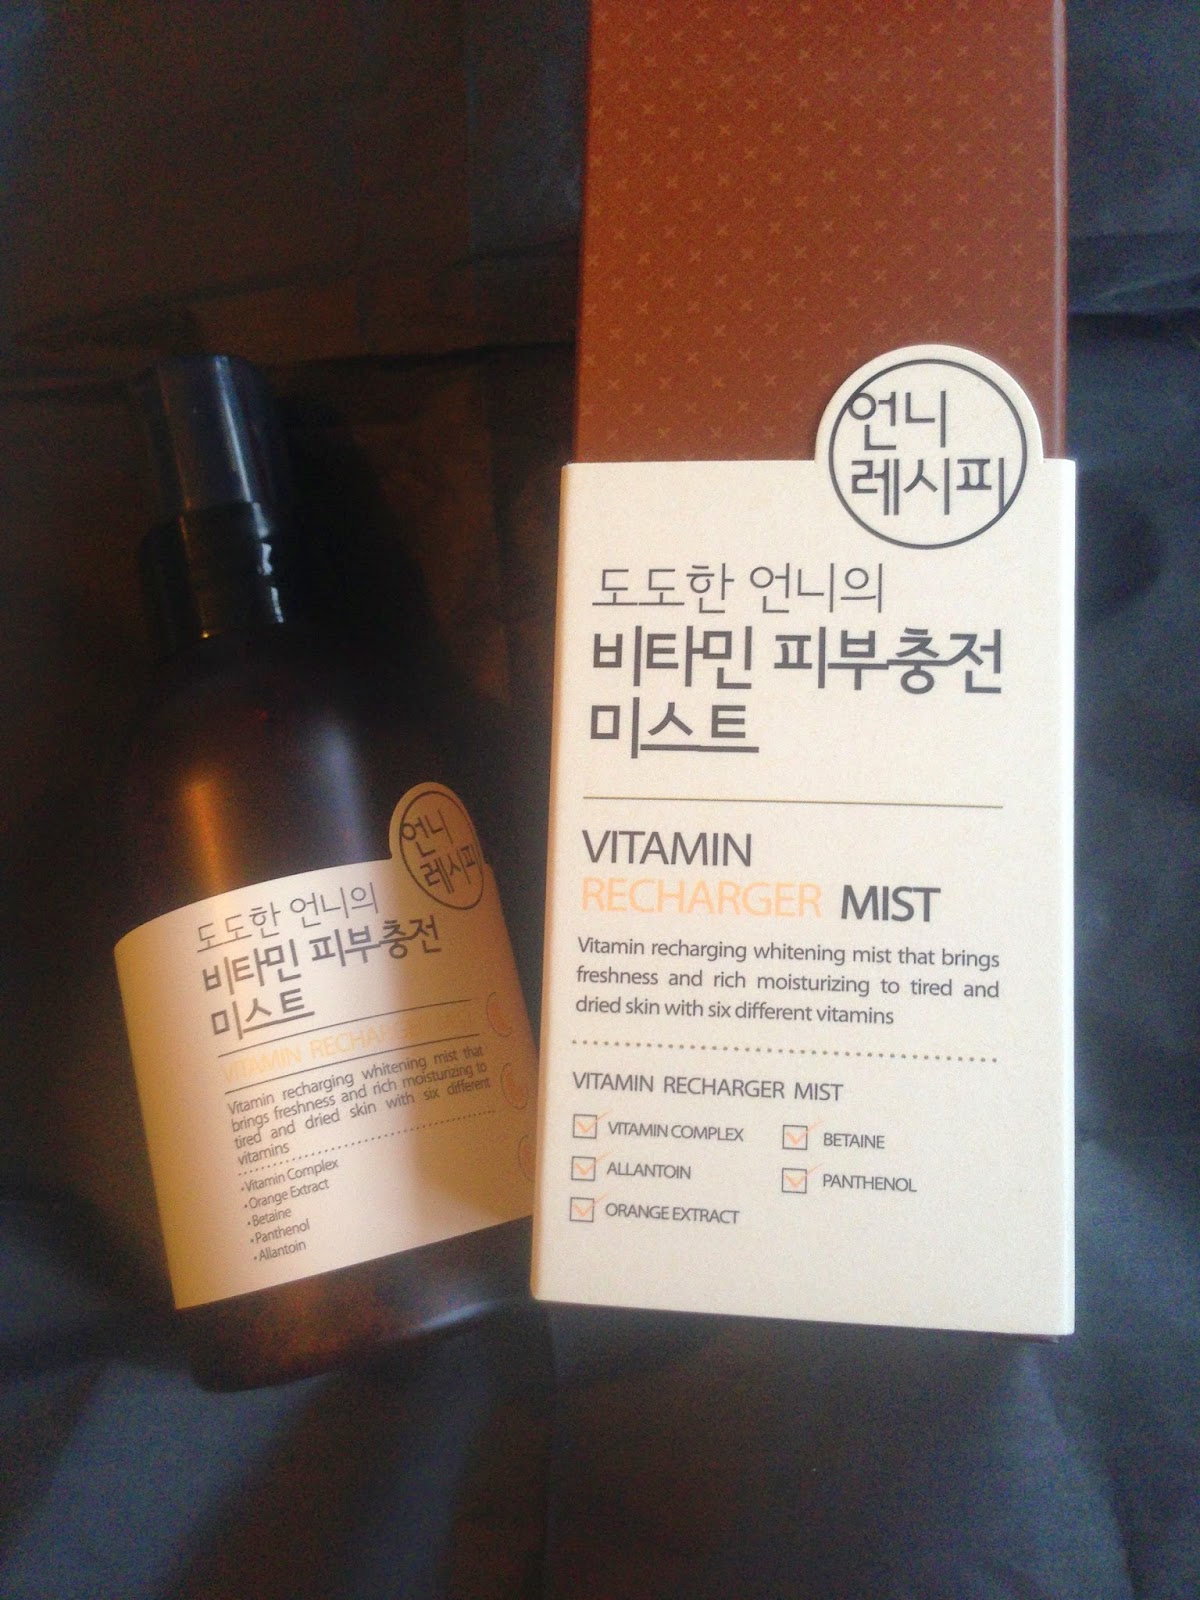 언니
레시피
도도한 언니의
비타민 피부충전
미스트
VITAMIN
RECHARGER MIST
Vitamin recharging whitening mist that brings
freshness and rich moisturizing to tired and
dried skin with six different vitamins
VITAMIN RECHARGER MIST
VITAMIN COMPLEX
BETAINE
ALLANTOIN
PANTHENOL
ORANGE EXTRACT
언니
레시피
도도한 언니의
비타민 피부충전
미스트
VITAMIN
Vitamin recharging whitening mist that
brings freshness and rich moisturizing to
tired and dried skin with six different
vitamins
•Vitamin Complex
•Orange Extract
•Betaine
•Panthenol
•Allantoin